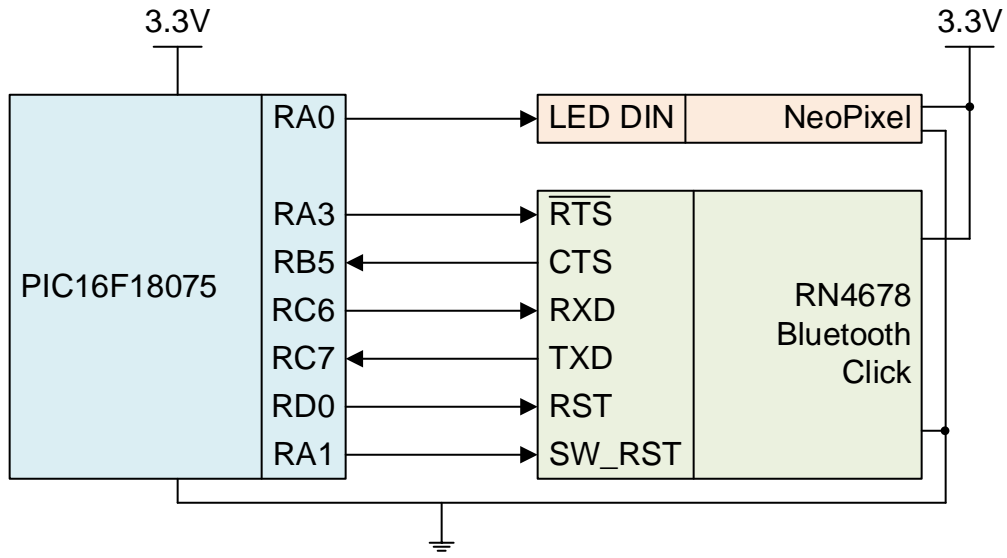 3.3V
3.3V
RA0
LED DIN
NeoPixel
RA3
RTS
RB5
CTS
PIC16F18075
RC6
RXD
RN4678
Bluetooth
Click
RC7
TXD
RD0
RST
RA1
SW_RST